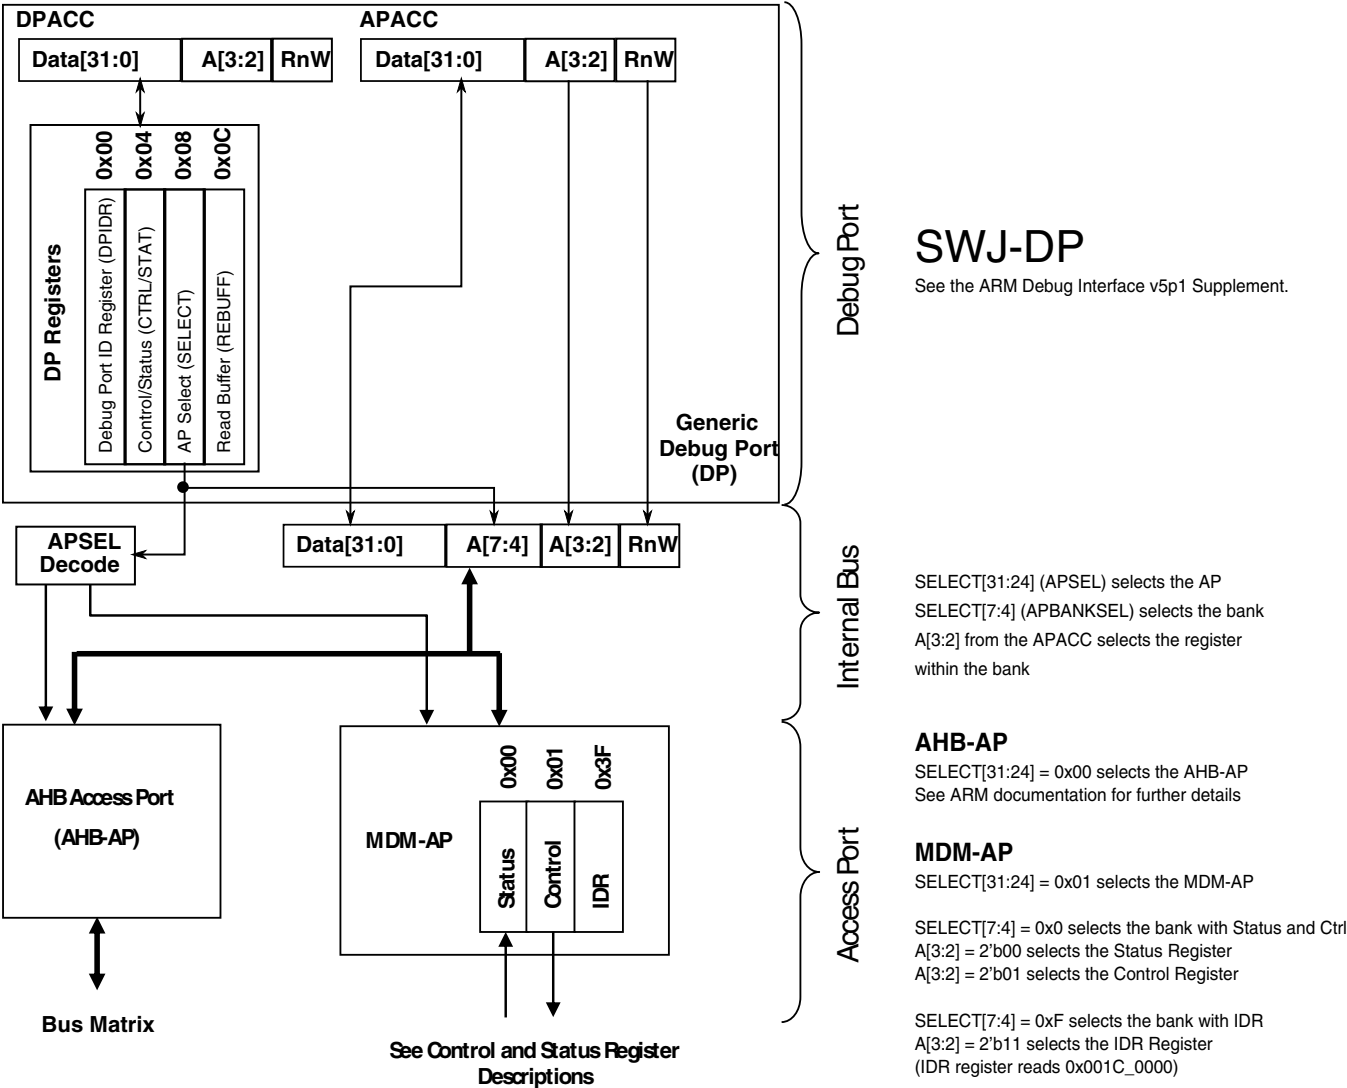 DPACC
Data[31:0] A[3:2] RnW
APACC
Data[31:0] A[3:2] RnW
0x00
0x04
0x08
0x0C
DP Registers
Debug Port ID Register (DPIDR)
Control/Status (CTRL/STAT)
AP Select (SELECT)
Read Buffer (REBUFF)
Generic
Debug Port
(DP)
Debug Port
SWJ-DP
See the ARM Debug Interface v5p1 Supplement.
APSEL
Decode
Data[31:0] A[7:4] A[3:2] RnW
Internal Bus
SELECT[31:24] (APSEL) selects the AP
SELECT[7:4] (APBANKSEL) selects the bank
A[3:2] from the APACC selects the register
within the bank
AHB Access Port
(AHB-AP)
Bus Matrix
MDM-AP
0x00
0x01
0x3F
Status
Control
IDR
See Control and Status Register
Descriptions
Access Port
AHB-AP
SELECT[31:24] = 0x00 selects the AHB-AP
See ARM documentation for further details
MDM-AP
SELECT[31:24] = 0x01 selects the MDM-AP
SELECT[7:4] = 0x0 selects the bank with Status and Ctrl
A[3:2] = 2'b00 selects the Status Register
A[3:2] = 2'b01 selects the Control Register
SELECT[7:4] = 0xF selects the bank with IDR
A[3:2] = 2'b11 selects the IDR Register
(IDR register reads 0x001C_0000)